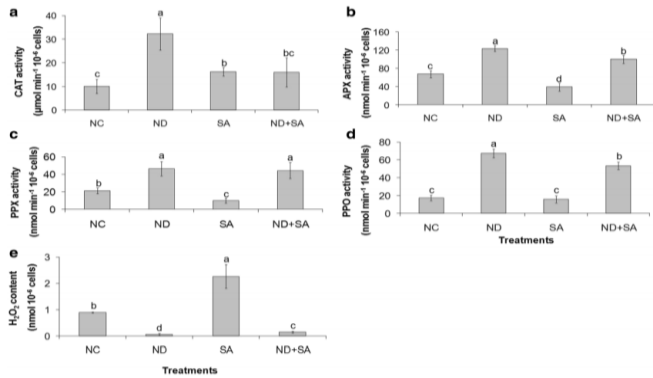 a
CAT activity
(µmol min-1 10-6 cells)
40
30
20
10
0
c
a
b
bc
NC ND SA ND+SA
b
APX activity
(nmol min-1 10-6 cells)
160
120
80
40
0
c
a
d
b
NC ND SA ND+SA
c
PPX activity
(nmol min-1 10-6 cells)
60
40
20
0
b
a
c
a
NC ND SA ND+SA
d
PPO activity
(nmol min-1 10-6 cells)
80
60
40
20
0
c
a
c
b
NC ND SA ND+SA
Treatments
e
H2O2 content
(nmol 10-6 cells)
3
2
1
0
b
d
a
c
NC ND SA ND+SA
Treatments